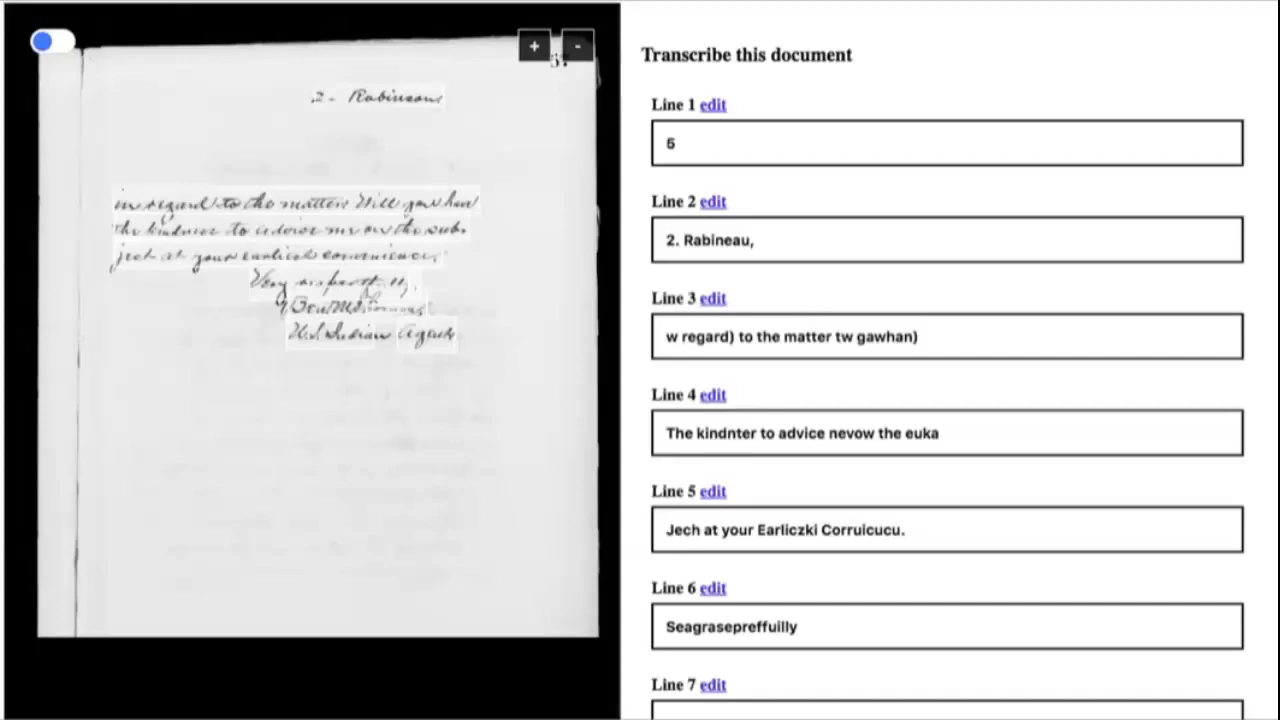 + -
2 - Robinson
in regard to the matter. Will you have
the kindness to advise me on the sub-
ject at your earliest convenience.
Very respectfully,
U.S. Indian Agent
Transcribe this document
Line 1 edit
5
Line 2 edit
2. Rabineau,
Line 3 edit
w regard) to the matter tw gawhan)
Line 4 edit
The kindnter to advice nevow the euka
Line 5 edit
Jech at your Earliczki Corruicucu.
Line 6 edit
Seagrasepreffuilly
Line 7 edit